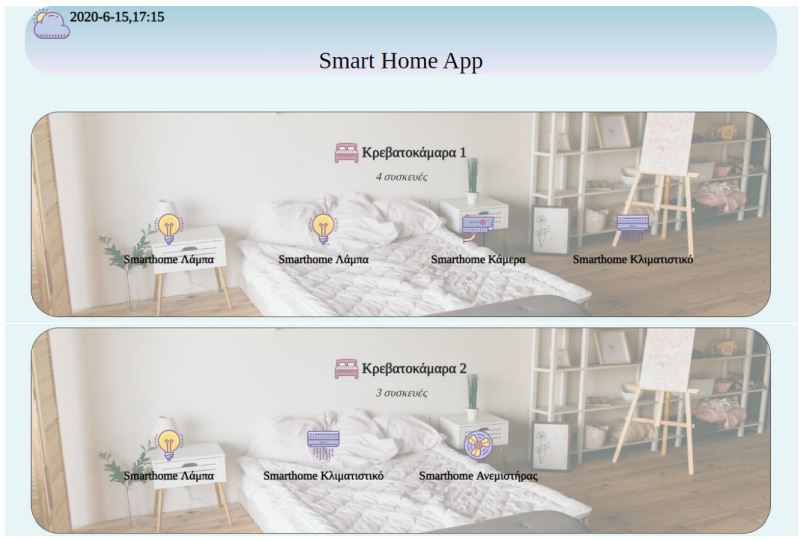 2020-6-15,17:15
Smart Home App
Κρεβατοκάμαρα 1
4 συσκευές
Smarthome Λάμπα
Smarthome Λάμπα
Smarthome Κάμερα
Smarthome Κλιματιστικό
Κρεβατοκάμαρα 2
3 συσκευές
Smarthome Λάμπα
Smarthome Κλιματιστικό
Smarthome Ανεμιστήρας